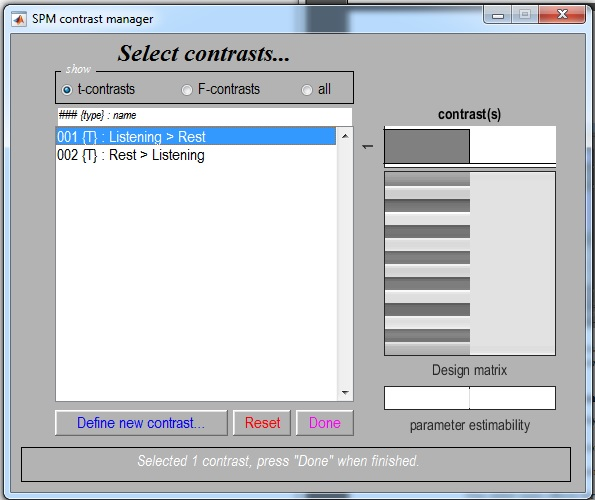 SPM contrast manager
Select contrasts...
show
t-contrasts
F-contrasts
all
### {type} : name
001 {T} : Listening > Rest
002 {T} : Rest > Listening
contrast(s)
1
Design matrix
parameter estimability
Define new contrast...
Reset
Done
Selected 1 contrast, press "Done" when finished.